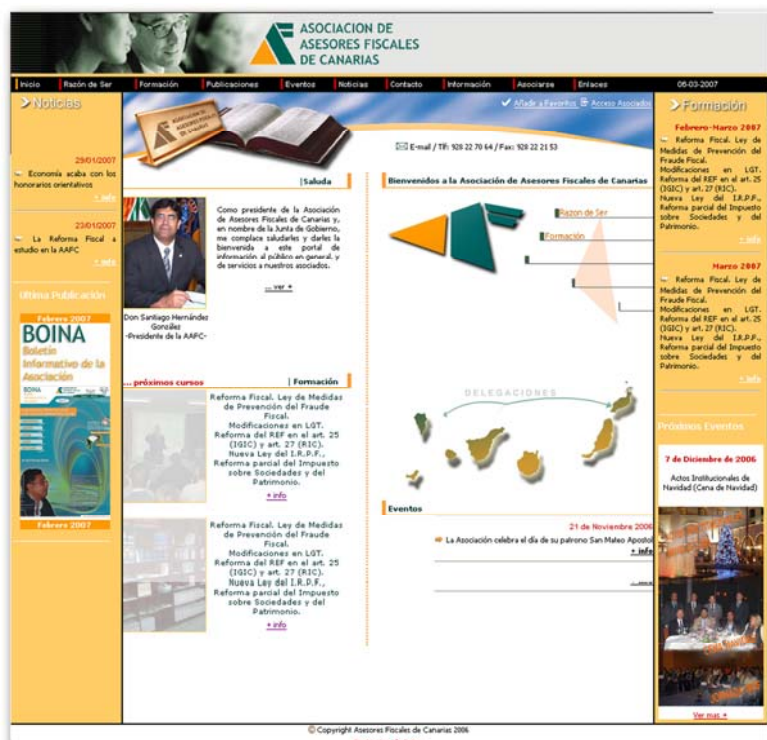 ASOCIACION DE
ASESORES FISCALES
DE CANARIAS
Inicio
Razón de Ser
Formación
Publicaciones
Eventos
Noticias
Contacto
Información
Asociarse
Enlaces
06-03-2007
Noticias
29/01/2007
Economía acaba con los
honorarios orientativos
+ info
23/01/2007
La Reforma Fiscal a
estudio en la AAFC
+ info
Ultima Publicación
Febrero 2007
BOINA
Boletín
Informativo de la
Asociación
BOINA
Febrero 2007
ASOCIACION DE
ASESORES FISCALES
DE CANARIAS
Añadir a Favoritos
Acceso Asociados
E-mail / Tlf: 928 22 70 64 / Fax: 928 22 21 53
|Saluda
Como presidente de la Asociación
de Asesores Fiscales de Canarias y,
en nombre de la Junta de Gobierno,
me complace saludarles y darles la
bienvenida a este portal de
información al público en general, y
de servicios a nuestros asociados.
... ver +
Don Santiago Hernández
González
-Presidente de la AAFC-
... próximos cursos
| Formación
Reforma Fiscal. Ley de Medidas
de Prevención del Fraude
Fiscal.
Modificaciones en LGT.
Reforma del REF en el art. 25
(IGIC) y art. 27 (RIC).
Nueva Ley del I.R.P.F.,
Reforma parcial del Impuesto
sobre Sociedades y del
Patrimonio.
+ info
Reforma Fiscal. Ley de Medidas
de Prevención del Fraude
Fiscal.
Modificaciones en LGT.
Reforma del REF en el art. 25
(IGIC) y art. 27 (RIC).
Nueva Ley del I.R.P.F.,
Reforma parcial del Impuesto
sobre Sociedades y del
Patrimonio.
+ info
Bienvenidos a la Asociación de Asesores Fiscales de Canarias
Razon de Ser
Formación
DELEGACIONES
Eventos
21 de Noviembre 2006
La Asociación celebra el día de su patrono San Mateo Apostol
+ info
Formación
Febrero-Marzo 2007
Reforma Fiscal. Ley de
Medidas de Prevención del
Fraude Fiscal.
Modificaciones en LGT.
Reforma del REF en el art. 25
(IGIC) y art. 27 (RIC).
Nueva Ley del I.R.P.F.,
Reforma parcial del Impuesto
sobre Sociedades y del
Patrimonio.
+ info
Marzo 2007
Reforma Fiscal. Ley de
Medidas de Prevención del
Fraude Fiscal.
Modificaciones en LGT.
Reforma del REF en el art. 25
(IGIC) y art. 27 (RIC).
Nueva Ley del I.R.P.F.,
Reforma parcial del Impuesto
sobre Sociedades y del
Patrimonio.
+ info
Próximos Eventos
7 de Diciembre de 2006
Actos Institucionales de
Navidad (Cena de Navidad)
Ver mas +
© Copyright Asesores Fiscales de Canarias 2006